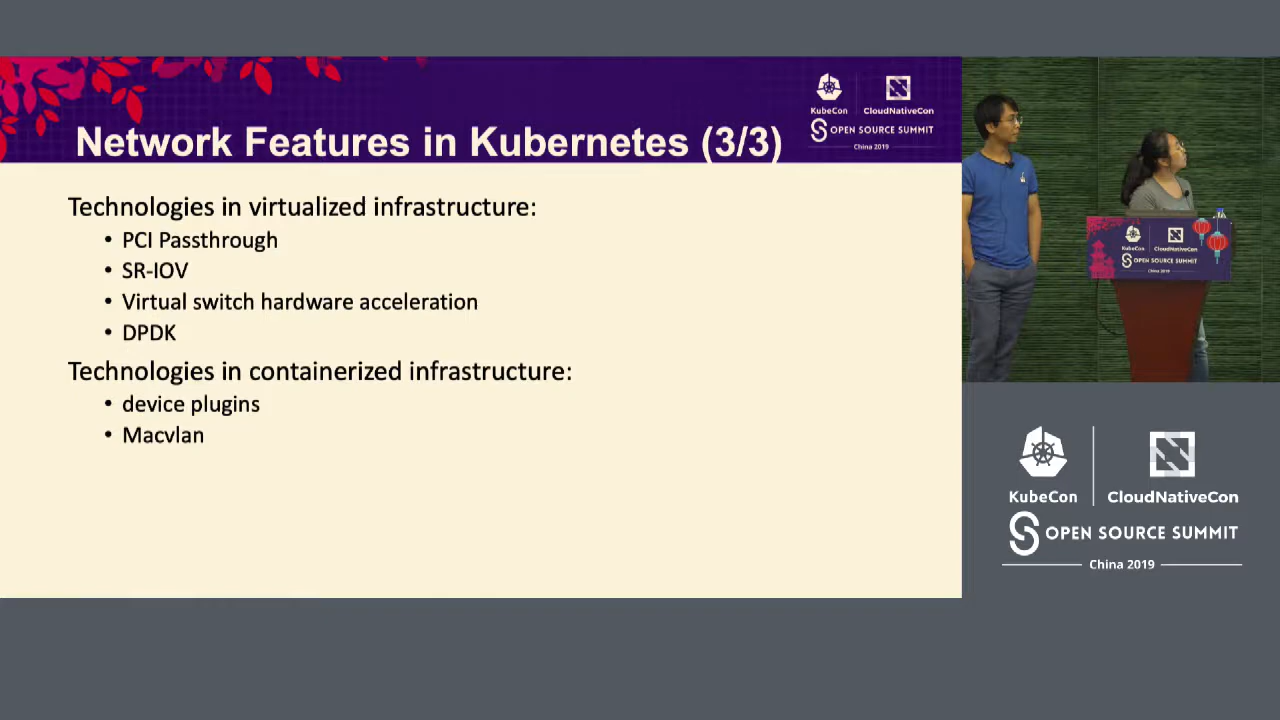 Network Features in Kubernetes (3/3)
KubeCon
CloudNativeCon
OPEN SOURCE SUMMIT
China 2019
Technologies in virtualized infrastructure:
• PCI Passthrough
• SR-IOV
• Virtual switch hardware acceleration
• DPDK
Technologies in containerized infrastructure:
• device plugins
• Macvlan
KubeCon
CloudNativeCon
OPEN SOURCE SUMMIT
China 2019
KubeCon
CloudNativeCon
OPEN SOURCE SUMMIT
China 2019